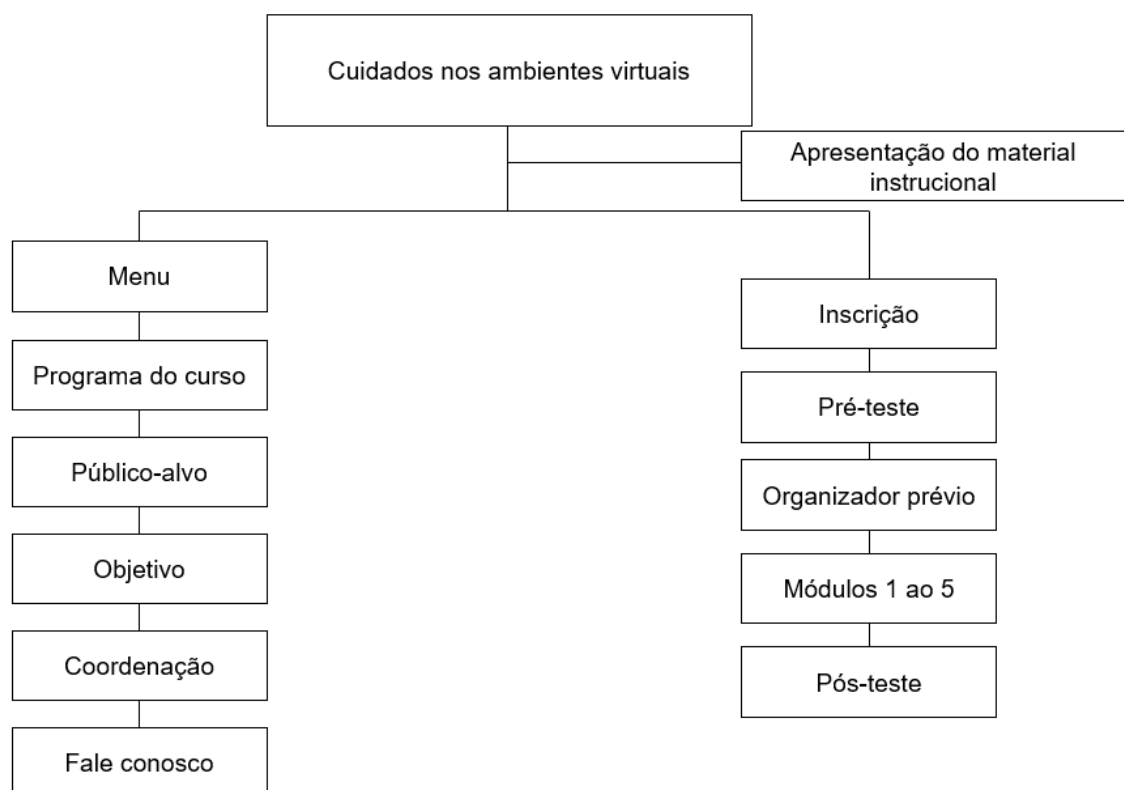 Cuidados nos ambientes virtuais
Apresentação do material
instrucional
Menu
Programa do curso
Público-alvo
Objetivo
Coordenação
Fale conosco
Inscrição
Pré-teste
Organizador prévio
Módulos 1 ao 5
Pós-teste